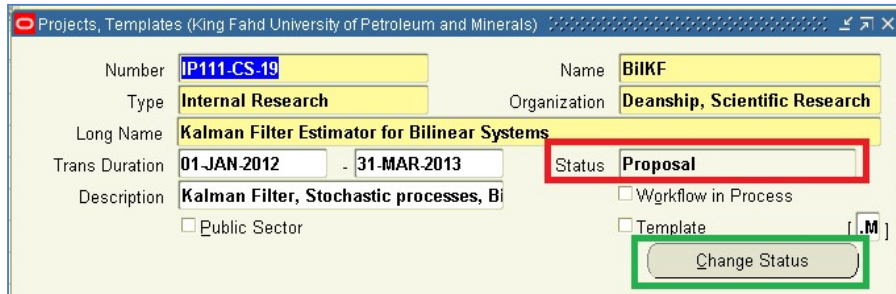 Projects, Templates (King Fahd University of Petroleum and Minerals)
Number IP111-CS-19 Name BilKF
Type Internal Research Organization Deanship, Scientific Research
Long Name Kalman Filter Estimator for Bilinear Systems
Trans Duration 01-JAN-2012 - 31-MAR-2013 Status Proposal
Description Kalman Filter, Stochastic processes, Bi Workflow in Process
Public Sector Template [ .M ]
Change Status